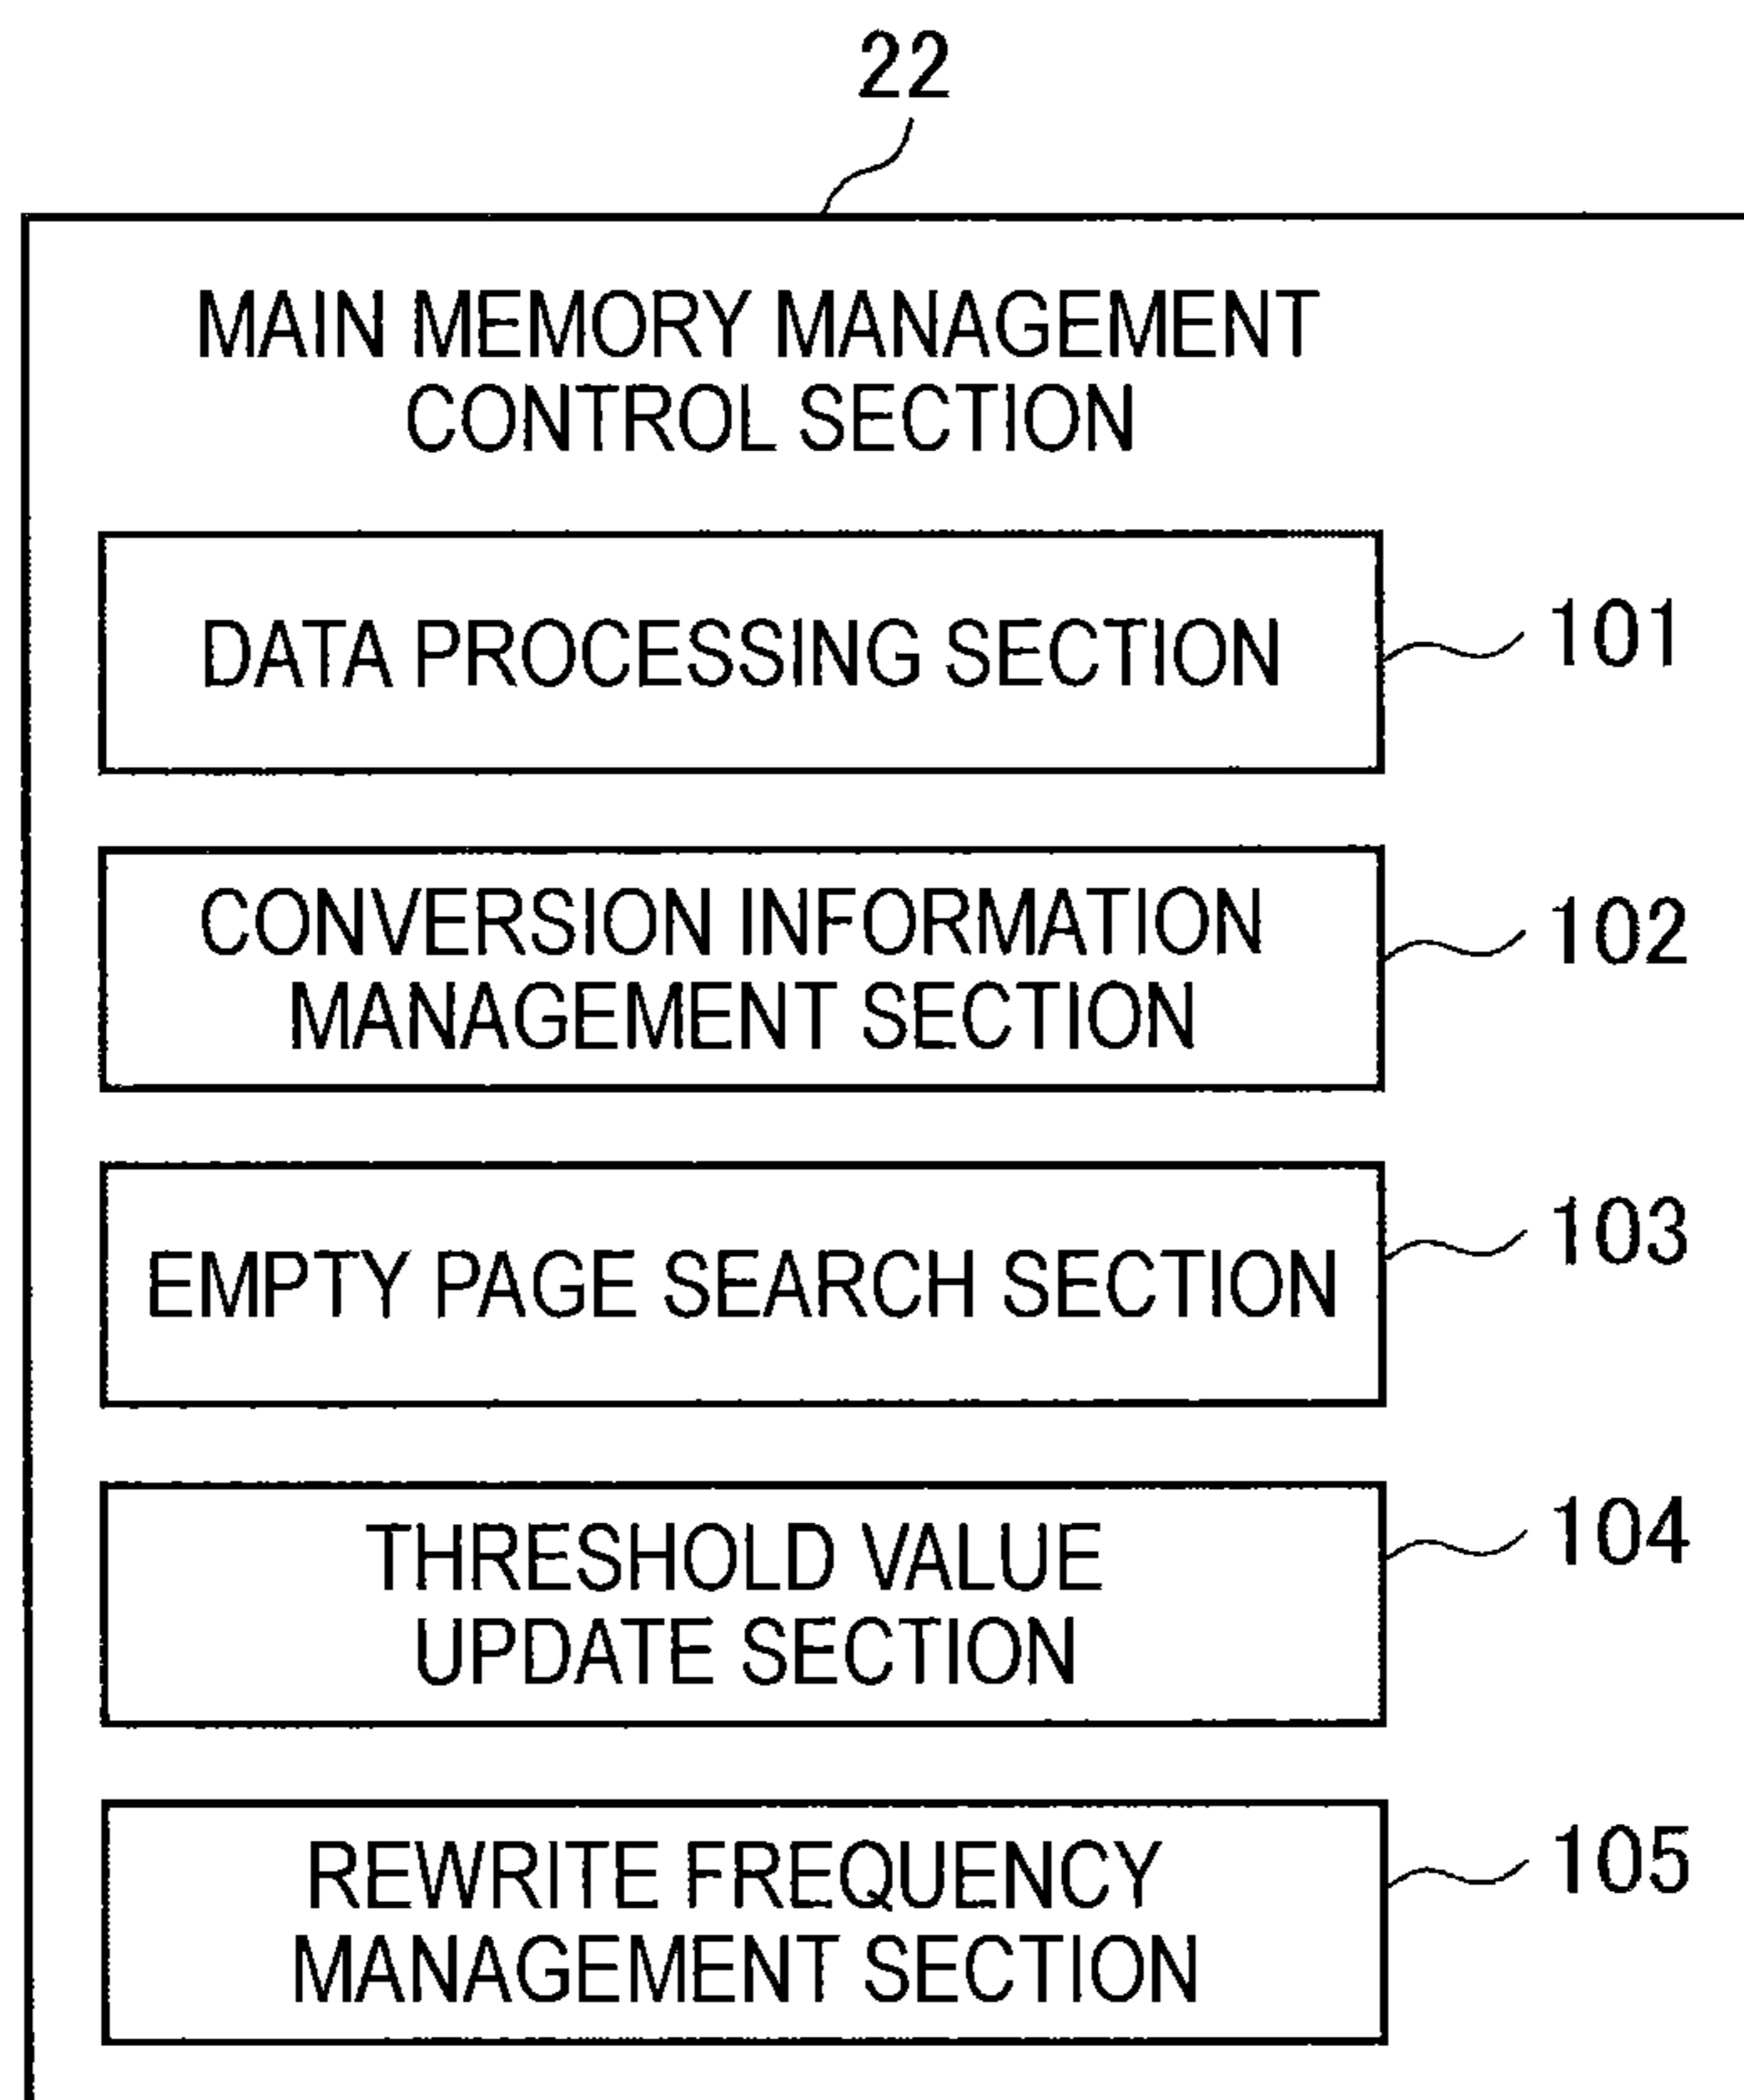 22
MAIN MEMORY MANAGEMENT
CONTROL SECTION
DATA PROCESSING SECTION
101
CONVERSION INFORMATION
MANAGEMENT SECTION
102
EMPTY PAGE SEARCH SECTION
103
THRESHOLD VALUE
UPDATE SECTION
104
REWRITE FREQUENCY
MANAGEMENT SECTION
105